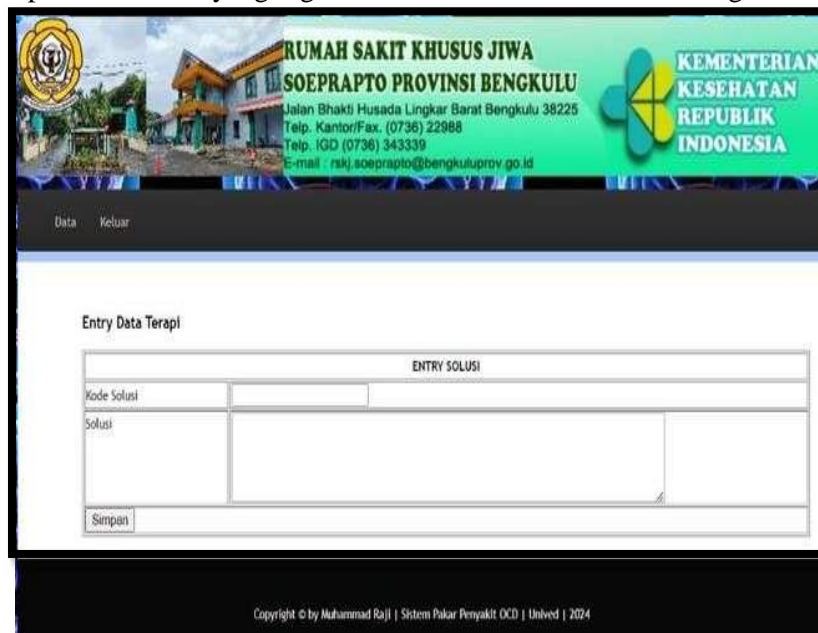 RUMAH SAKIT KHUSUS JIWA
SOEPRAPTO PROVINSI BENGKULU
Jalan Bhakti Husada Lingkar Barat Bengkulu 38225
Telp. Kantor/Fax. (0736) 22988
Telp. IGD (0736) 343339
E-mail : rskj.soeprapto@bengkuluprov.go.id
KEMENTERIAN
KESEHATAN
REPUBLIK
INDONESIA
Data Keluar
Entry Data Terapi
ENTRY SOLUSI
Kode Solusi
Solusi
Simpan
Copyright © by Muhammad Raji | Sistem Pakar Penyakit OCD | Unived | 2024